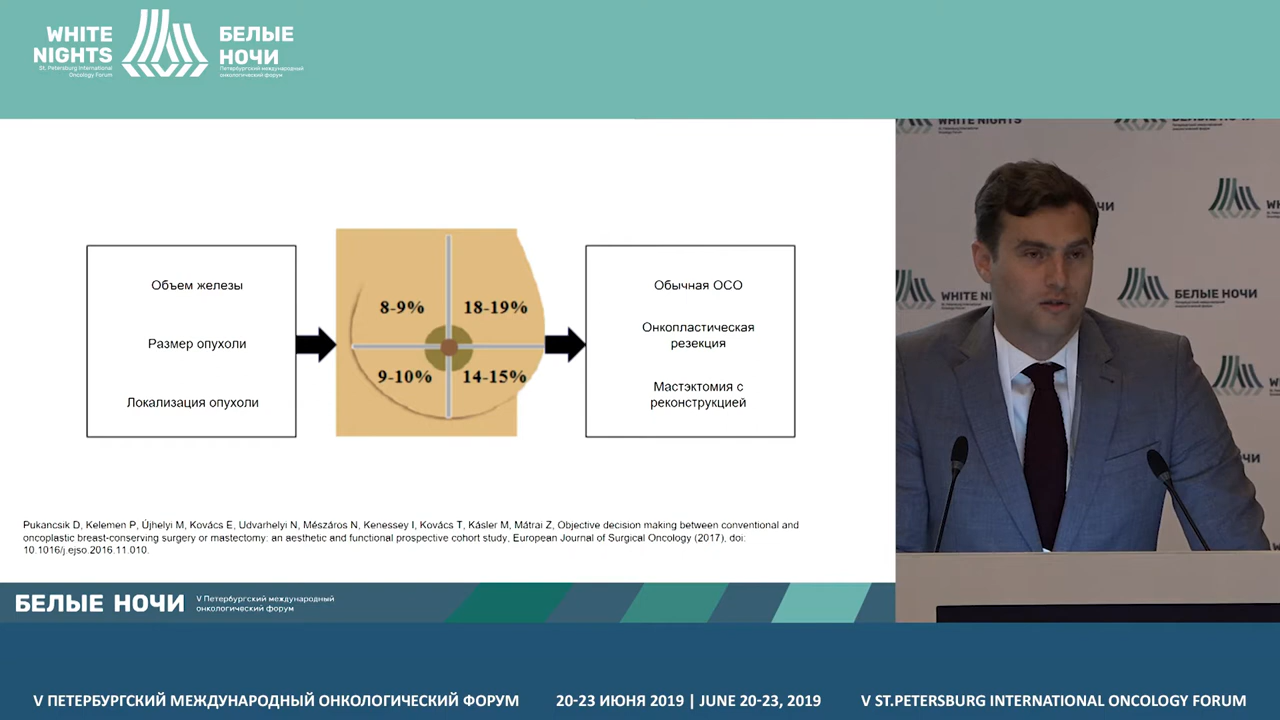 WHITE
NIGHTS
St. Petersburg International
Oncology Forum
БЕЛЫЕ
НОЧИ
Петербургский международный
онкологический форум
Объем железы
Размер опухоли
Локализация опухоли
8-9%
18-19%
9-10%
14-15%
Обычная ОСО
Онкопластическая
резекция
Мастэктомия с
реконструкцией
Pukancsik D, Kelemen P, Újhelyi M, Kovács E, Udvarhelyi N, Mészáros N, Kenessey I, Kovács T, Kásler M, Mátrai Z, Objective decision making between conventional and
oncoplastic breast-conserving surgery or mastectomy: an aesthetic and functional prospective cohort study, European Journal of Surgical Oncology (2017), doi:
10.1016/j.ejso.2016.11.010.
WHITE NIGHTS
БЕЛЫЕ НОЧИ
WHITE NI
БЕЛЫЕ НОЧИ
БЕЛЫЕ НОЧИ
V Петербургский международный
онкологический форум
V ПЕТЕРБУРГСКИЙ МЕЖДУНАРОДНЫЙ ОНКОЛОГИЧЕСКИЙ ФОРУМ
20-23 ИЮНЯ 2019 | JUNE 20-23, 2019
V ST.PETERSBURG INTERNATIONAL ONCOLOGY FORUM